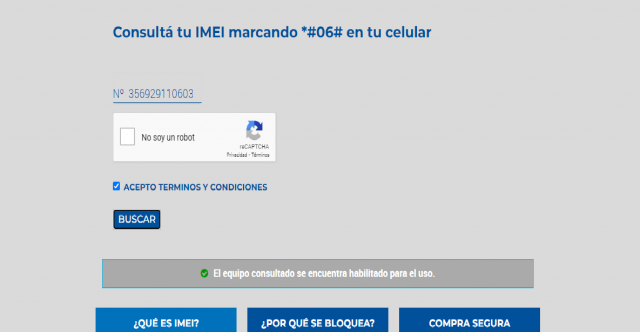 Consultá tu IMEI marcando *#06# en tu celular
Nº 356929110603
No soy un robot
reCAPTCHA
Privacidad - Términos
ACEPTO TERMINOS Y CONDICIONES
BUSCAR
El equipo consultado se encuentra habilitado para el uso.
¿QUÉ ES IMEI?
¿POR QUÉ SE BLOQUEA?
COMPRA SEGURA